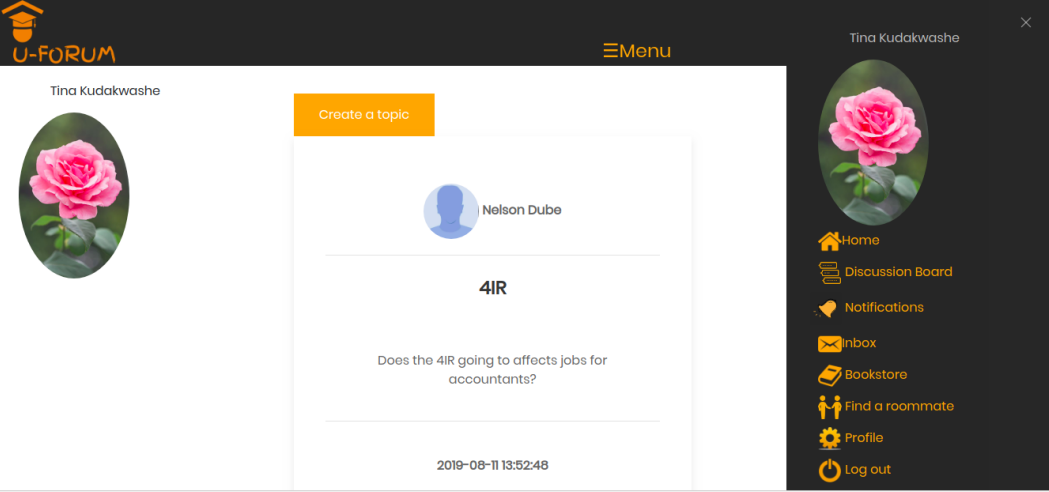 U-FORUM
☰Menu
Tina Kudakwashe
Create a topic
Nelson Dube
4IR
Does the 4IR going to affects jobs for
accountants?
2019-08-11 13:52:48
Tina Kudakwashe
Home
Discussion Board
Notifications
Inbox
Bookstore
Find a roommate
Profile
Log out